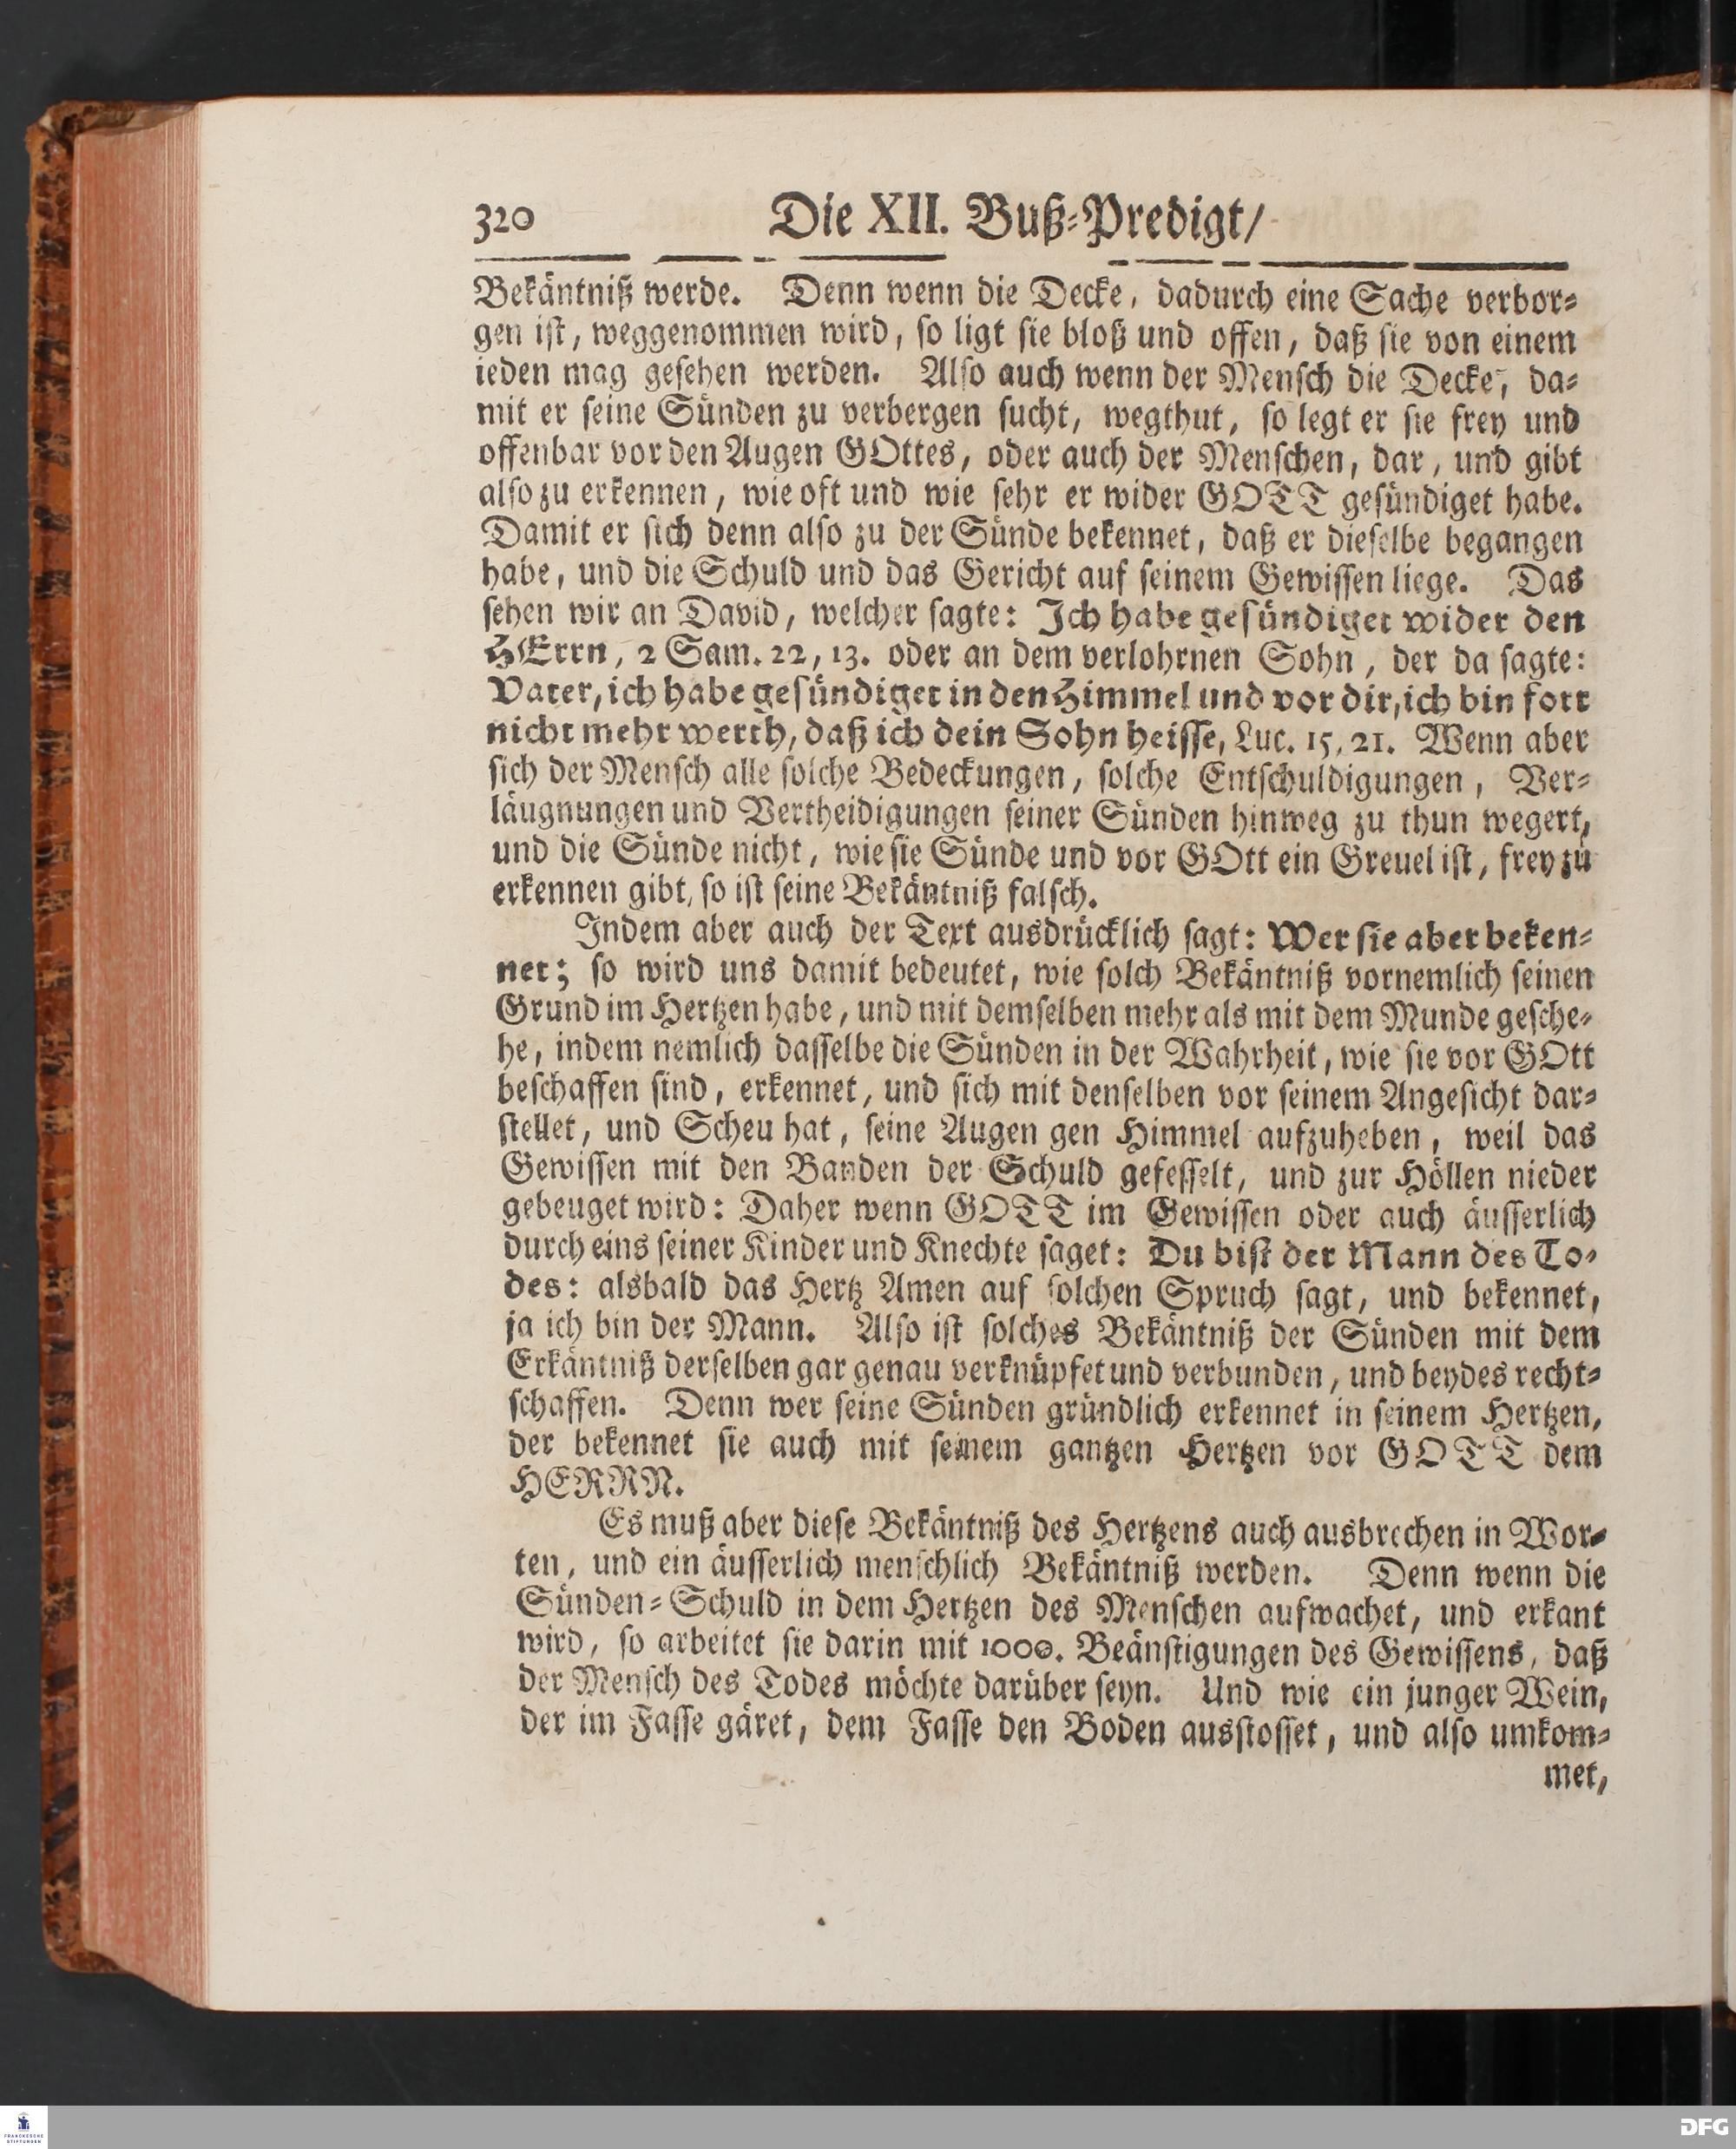 320 Die XII. Buß-Predigt/
Bekäntniß werde. Denn wenn die Decke, dadurch eine Sache verbor-
gen ist, weggenommen wird, so ligt sie bloß und offen, daß sie von einem
ieden mag gesehen werden. Also auch wenn der Mensch die Decke, da-
mit er seine Sünden zu verbergen sucht, wegthut, so legt er sie frey und
offenbar vor den Augen GOttes, oder auch der Menschen, dar, und gibt
also zu erkennen, wie oft und wie sehr er wider GOTT gesündiget habe.
Damit er sich denn also zu der Sünde bekennet, daß er dieselbe begangen
habe, und die Schuld und das Gericht auf seinem Gewissen liege. Das
sehen wir an David, welcher sagte: Ich habe gesündiget wider den
HErrn, 2 Sam. 22, 13. oder an dem verlohrnen Sohn, der da sagte:
Vater, ich habe gesündiget in den Himmel und vor dir, ich bin fort
nicht mehr werth, daß ich dein Sohn heisse, Luc. 15, 21. Wenn aber
sich der Mensch alle solche Bedeckungen, solche Entschuldigungen, Ver-
läugnungen und Vertheidigungen seiner Sünden hinweg zu thun wegert,
und die Sünde nicht, wie sie Sünde und vor GOtt ein Greuel ist, frey zu
erkennen gibt, so ist seine Bekäntniß falsch.
Indem aber auch der Text ausdrücklich sagt: Wer sie aber beken-
net; so wird uns damit bedeutet, wie solch Bekäntniß vornemlich seinen
Grund im Hertzen habe, und mit demselben mehr als mit dem Munde gesche-
he, indem nemlich dasselbe die Sünden in der Wahrheit, wie sie vor GOtt
beschaffen sind, erkennet, und sich mit denselben vor seinem Angesicht dar-
stellet, und Scheu hat, seine Augen gen Himmel aufzuheben, weil das
Gewissen mit den Banden der Schuld gefesselt, und zur Höllen nieder
gebeuget wird: Daher wenn GOTT im Gewissen oder auch äusserlich
durch eins seiner Kinder und Knechte saget: Du bist der Mann des To-
des: alsbald das Hertz Amen auf solchen Spruch sagt, und bekennet,
ja ich bin der Mann. Also ist solches Bekäntniß der Sünden mit dem
Erkäntniß derselben gar genau verknüpfet und verbunden, und beydes recht-
schaffen. Denn wer seine Sünden gründlich erkennet in seinem Hertzen,
der bekennet sie auch mit seinem gantzen Hertzen vor GOTT dem
HERRN.
Es muß aber diese Bekäntniß des Hertzens auch ausbrechen in Wor-
ten, und ein äusserlich menschlich Bekäntniß werden. Denn wenn die
Sünden-Schuld in dem Hertzen des Menschen aufwachet, und erkant
wird, so arbeitet sie darin mit 1000. Beänstigungen des Gewissens, daß
der Mensch des Todes möchte darüber seyn. Und wie ein junger Wein,
der im Fasse gäret, dem Fasse den Boden ausstosset, und also umkom-
met,
FRANCKESCHE
STIFTUNGEN
DFG